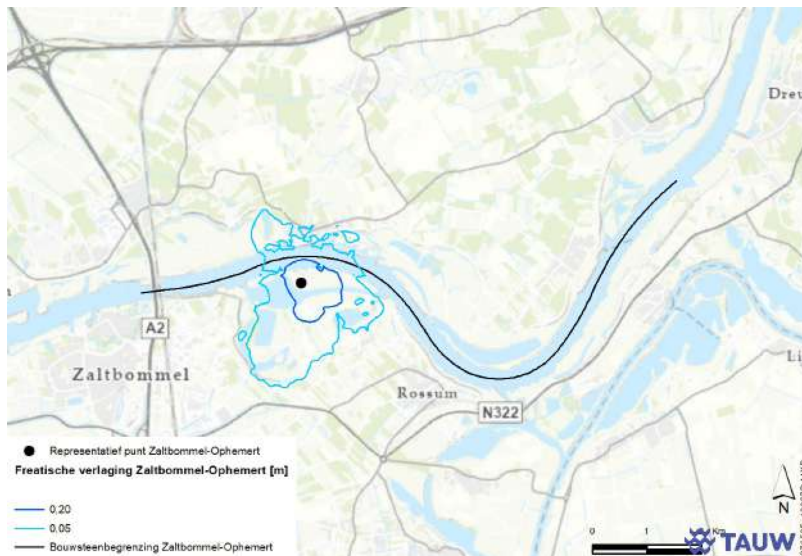 Dreu
A2
Zaltbommel
Rossum
N322
Li
Representatief punt Zaltbommel-Ophemert
Freatische verlaging Zaltbommel-Ophemert [m]
0,20
0,05
Bouwsteenbegrenzing Zaltbommel-Ophemert
N
0 1 Km
TAUW